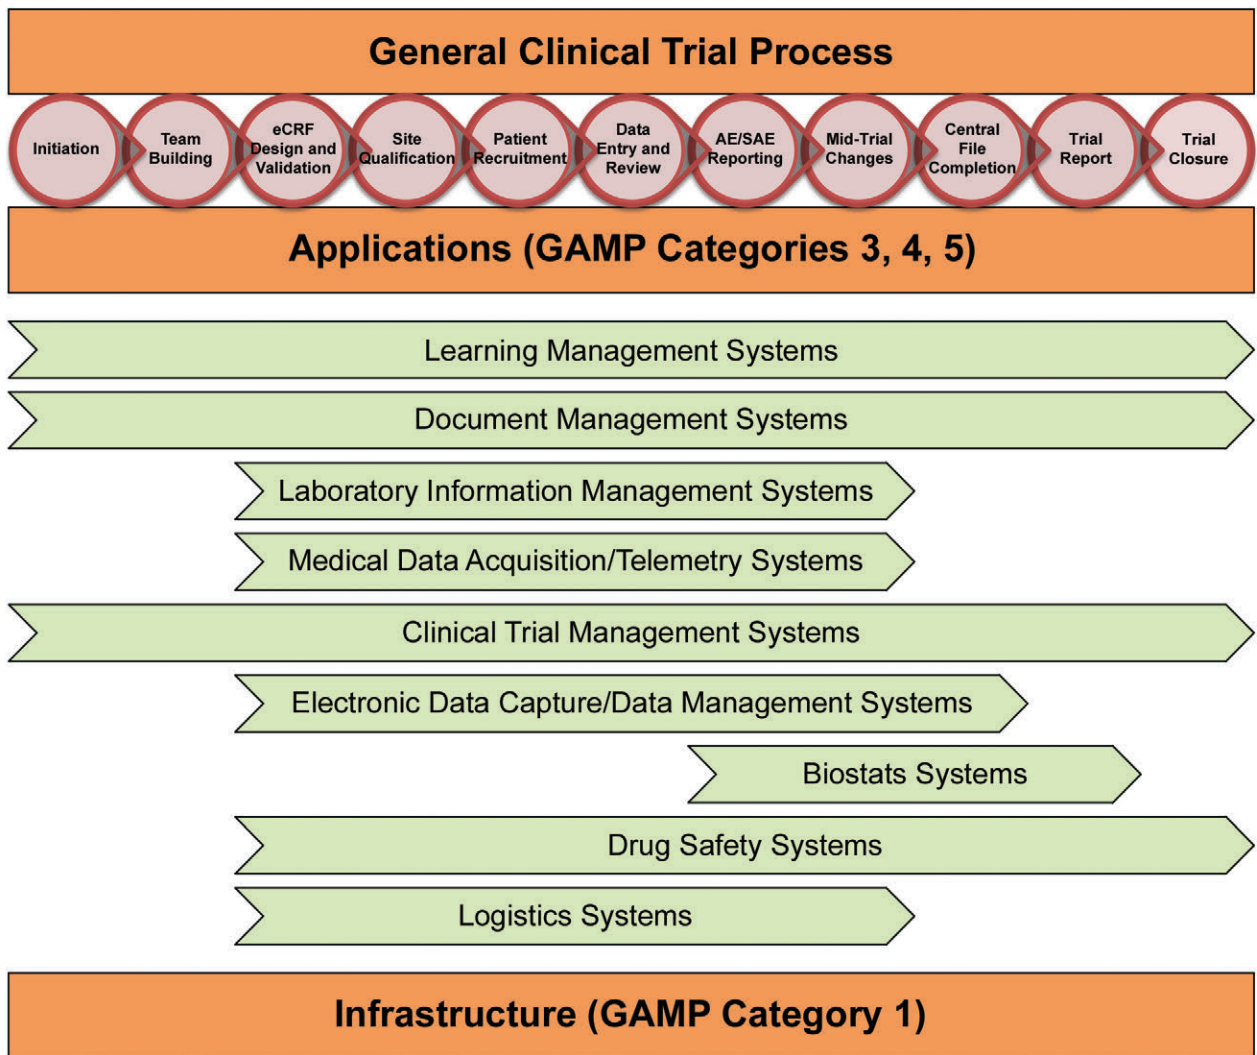 General Clinical Trial Process
Initiation
Team
Building
eCRF
Design and
Validation
Site
Qualification
Patient
Recruitment
Data
Entry and
Review
AE/SAE
Reporting
Mid-Trial
Changes
Central
File
Completion
Trial
Report
Trial
Closure
Applications (GAMP Categories 3, 4, 5)
Learning Management Systems
Document Management Systems
Laboratory Information Management Systems
Medical Data Acquisition/Telemetry Systems
Clinical Trial Management Systems
Electronic Data Capture/Data Management Systems
Biostats Systems
Drug Safety Systems
Logistics Systems
Infrastructure (GAMP Category 1)